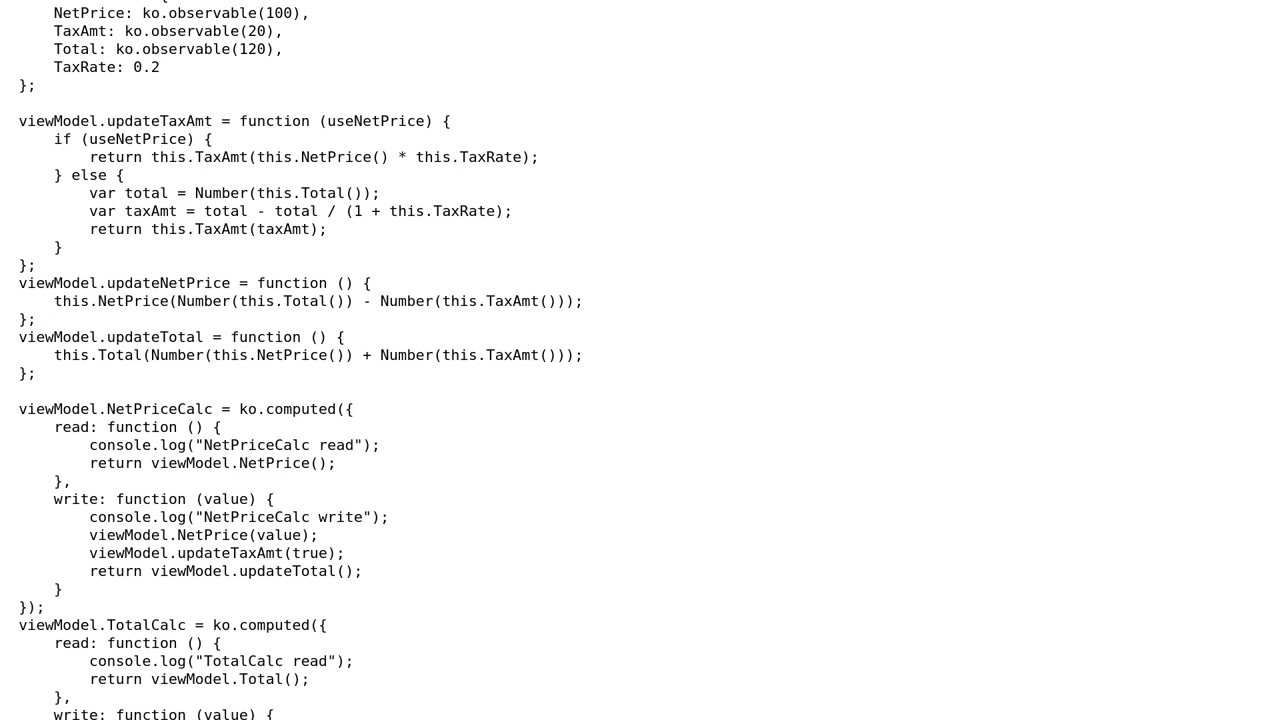 NetPrice: ko.observable(100),
TaxAmt: ko.observable(20),
Total: ko.observable(120),
TaxRate: 0.2
};
viewModel.updateTaxAmt = function (useNetPrice) {
if (useNetPrice) {
return this.TaxAmt(this.NetPrice() * this.TaxRate);
} else {
var total = Number(this.Total());
var taxAmt = total - total / (1 + this.TaxRate);
return this.TaxAmt(taxAmt);
}
};
viewModel.updateNetPrice = function () {
this.NetPrice(Number(this.Total()) - Number(this.TaxAmt()));
};
viewModel.updateTotal = function () {
this.Total(Number(this.NetPrice()) + Number(this.TaxAmt()));
};
viewModel.NetPriceCalc = ko.computed({
read: function () {
console.log("NetPriceCalc read");
return viewModel.NetPrice();
},
write: function (value) {
console.log("NetPriceCalc write");
viewModel.NetPrice(value);
viewModel.updateTaxAmt(true);
return viewModel.updateTotal();
}
});
viewModel.TotalCalc = ko.computed({
read: function () {
console.log("TotalCalc read");
return viewModel.Total();
},
write: function (value) {